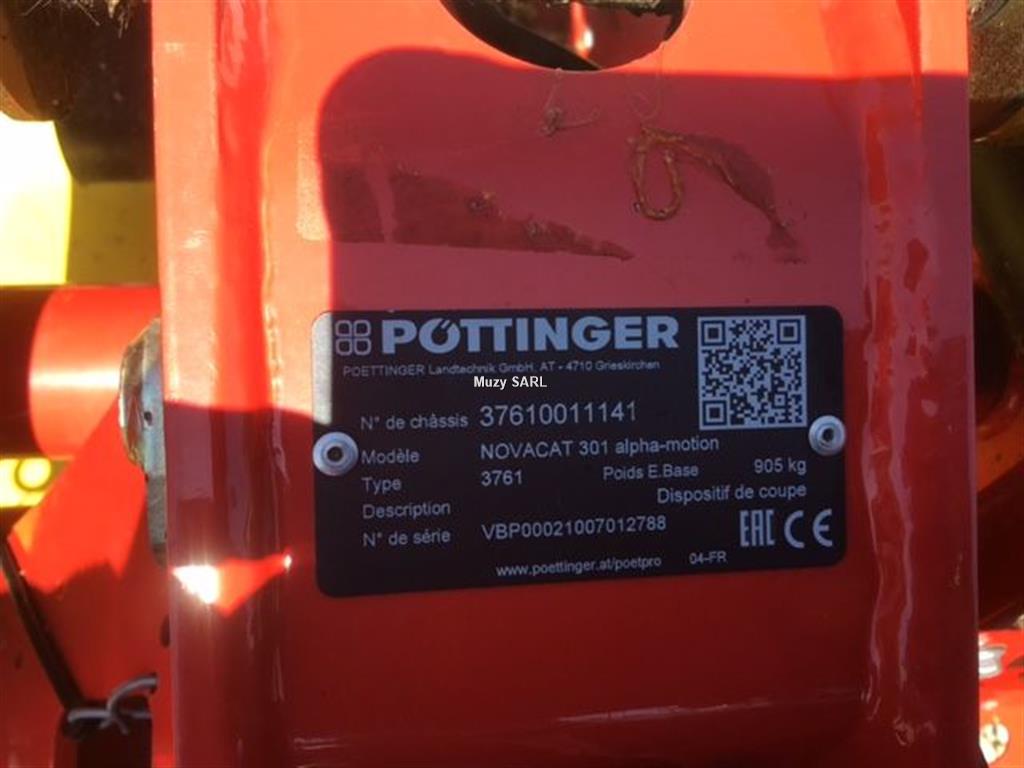 PÖTTINGER
POETTINGER Landtechnik GmbH, AT - 4710 Grieskirchen
Muzy SARL
N° de châssis 37610011141
Modèle NOVACAT 301 alpha-motion
Type 3761 Poids E.Base 905 kg
Description Dispositif de coupe
N° de série VBP00021007012788
EAC CE
www.poettinger.at/poetpro 04-FR